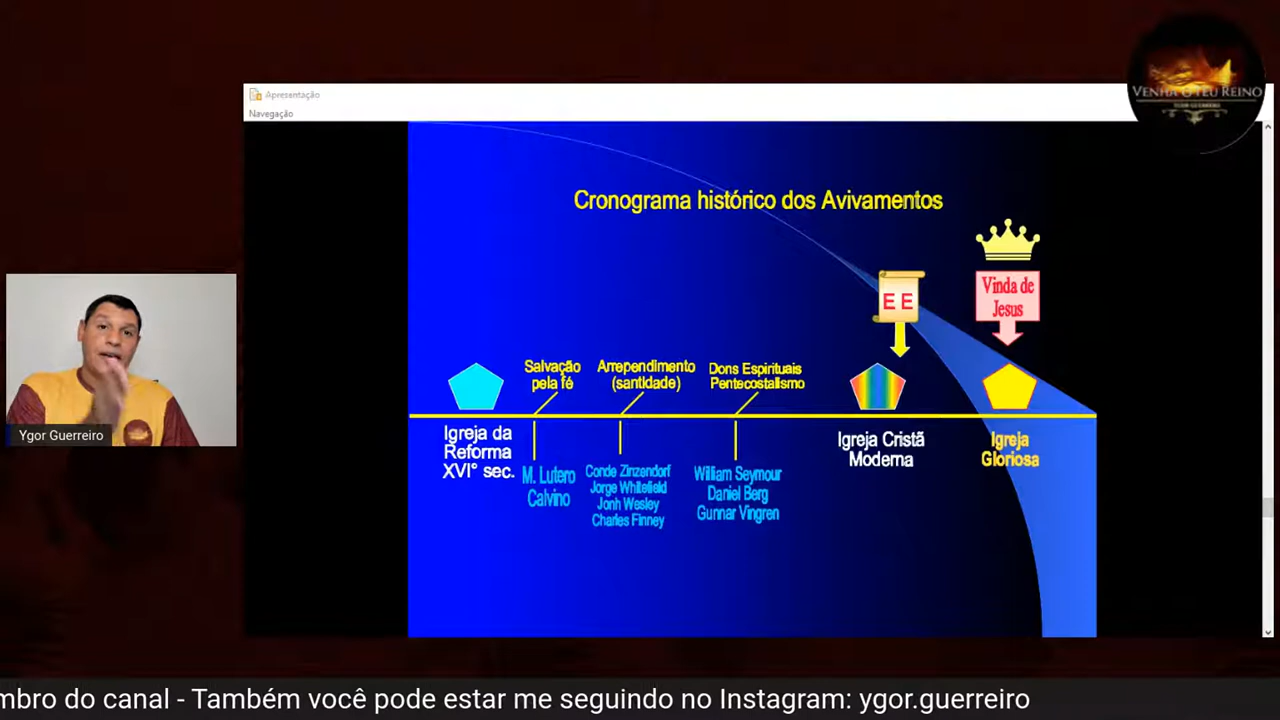 VENHA O TEU REINO
YGOR GUERREIRO
Apresentação
Navegação
Cronograma histórico dos Avivamentos
E E
Vinda de
Jesus
Salvação
pela fé
Arrependimento
(santidade)
Dons Espirituais
Pentecostalismo
Igreja da
Reforma
XVI° sec.
M. Lutero
Calvino
Conde Zinzendorf
Jorge Whitefield
Jonh Wesley
Charles Finney
William Seymour
Daniel Berg
Gunnar Vingren
Igreja Cristã
Moderna
Igreja
Gloriosa
Ygor Guerreiro
mbro do canal - Também você pode estar me seguindo no Instagram: ygor.guerreiro